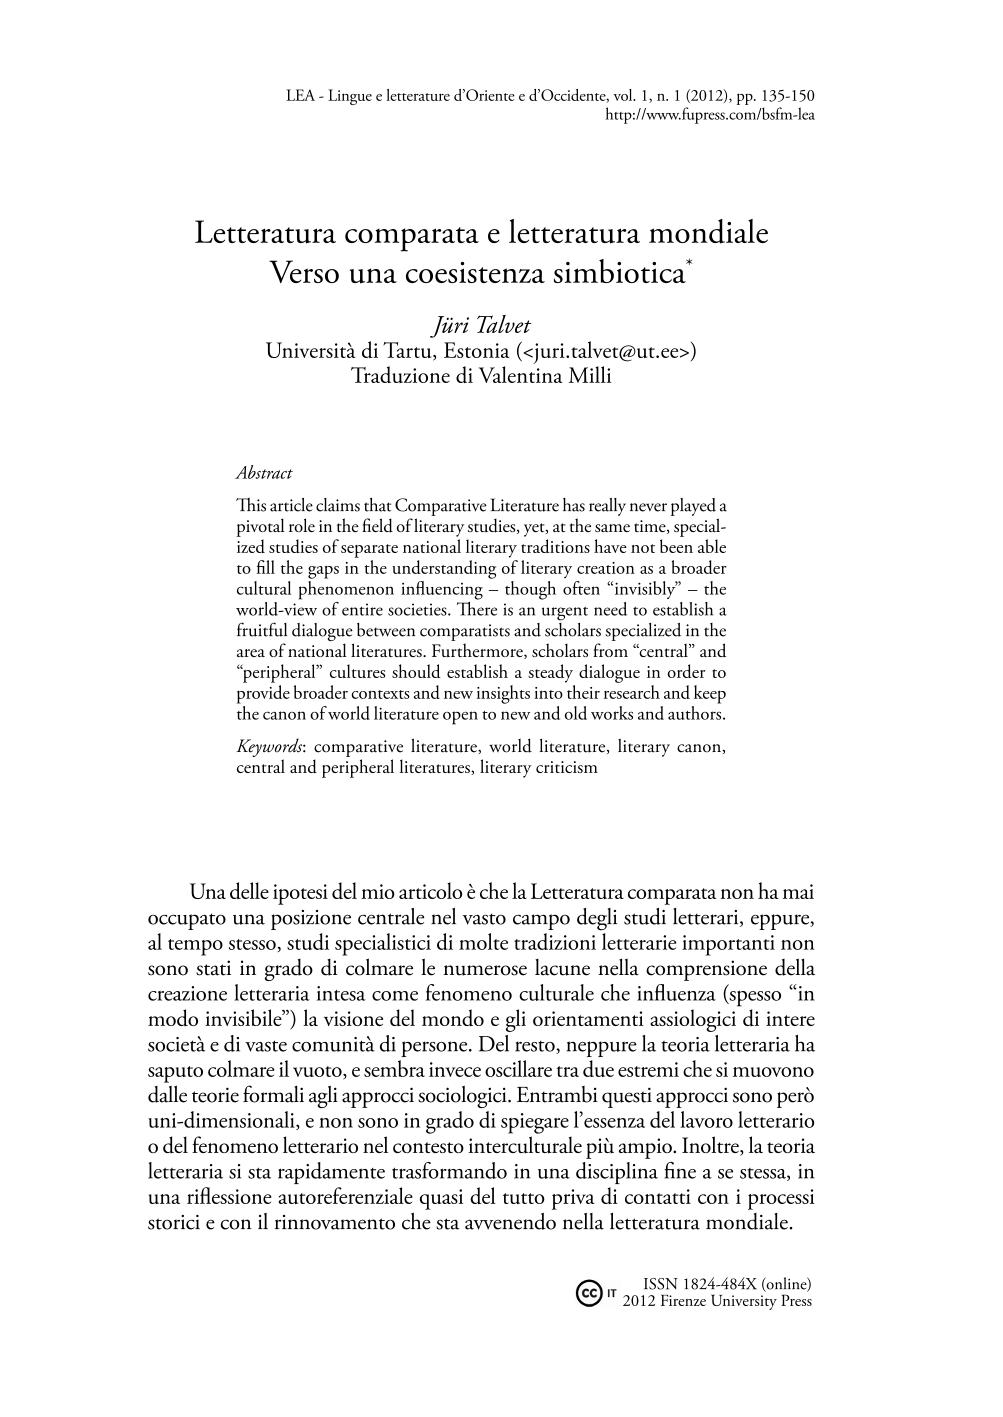 LEA - Lingue e letterature d’Oriente e d’Occidente, vol. 1, n. 1 (2012), pp. 135-150
http://www.fupress.com/bsfm-lea
Letteratura comparata e letteratura mondiale
Verso una coesistenza simbiotica*
Jüri Talvet
Università di Tartu, Estonia (<juri.talvet@ut.ee>)
Traduzione di Valentina Milli
Abstract
This article claims that Comparative Literature has really never played a
pivotal role in the field of literary studies, yet, at the same time, special-
ized studies of separate national literary traditions have not been able
to fill the gaps in the understanding of literary creation as a broader
cultural phenomenon influencing – though often “invisibly” – the
world-view of entire societies. There is an urgent need to establish a
fruitful dialogue between comparatists and scholars specialized in the
area of national literatures. Furthermore, scholars from “central” and
“peripheral” cultures should establish a steady dialogue in order to
provide broader contexts and new insights into their research and keep
the canon of world literature open to new and old works and authors.
Keywords: comparative literature, world literature, literary canon,
central and peripheral literatures, literary criticism
Una delle ipotesi del mio articolo è che la Letteratura comparata non ha mai
occupato una posizione centrale nel vasto campo degli studi letterari, eppure,
al tempo stesso, studi specialistici di molte tradizioni letterarie importanti non
sono stati in grado di colmare le numerose lacune nella comprensione della
creazione letteraria intesa come fenomeno culturale che influenza (spesso “in
modo invisibile”) la visione del mondo e gli orientamenti assiologici di intere
società e di vaste comunità di persone. Del resto, neppure la teoria letteraria ha
saputo colmare il vuoto, e sembra invece oscillare tra due estremi che si muovono
dalle teorie formali agli approcci sociologici. Entrambi questi approcci sono però
uni-dimensionali, e non sono in grado di spiegare l’essenza del lavoro letterario
o del fenomeno letterario nel contesto interculturale più ampio. Inoltre, la teoria
letteraria si sta rapidamente trasformando in una disciplina fine a se stessa, in
una riflessione autoreferenziale quasi del tutto priva di contatti con i processi
storici e con il rinnovamento che sta avvenendo nella letteratura mondiale.
ISSN 1824-484X (online)
cc IT 2012 Firenze University Press